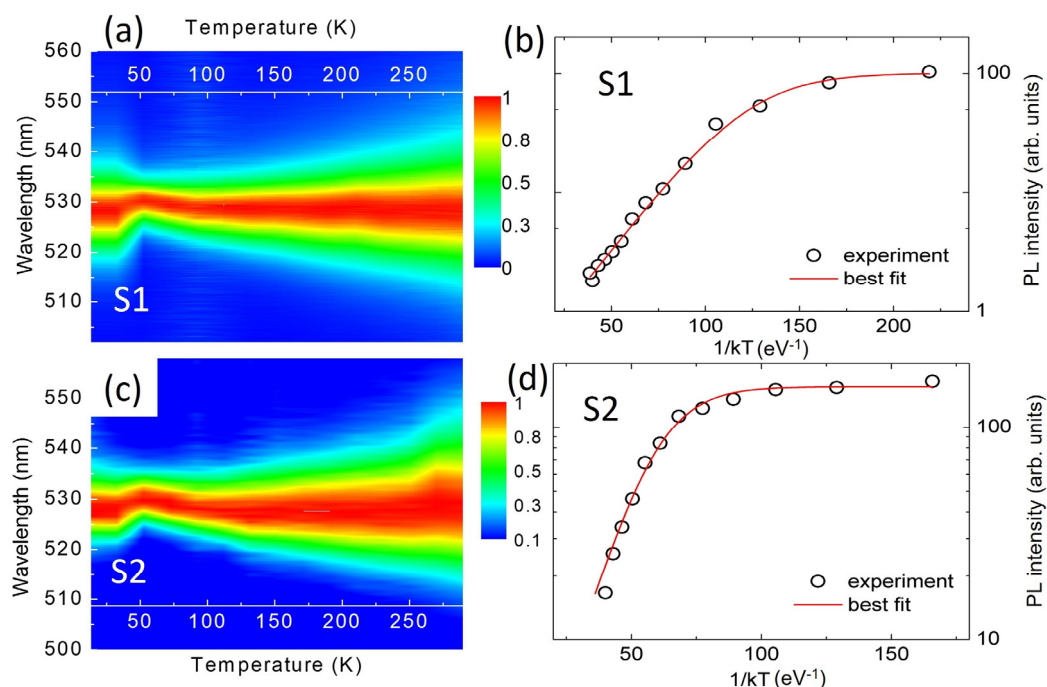 Temperature (K)
(a)
50 100 150 200 250
560
550
540
530
520
510
Wavelength (nm)
S1
1
0.8
0.5
0.3
0
(b)
S1
100
1
PL intensity (arb. units)
experiment
best fit
50 100 150 200
1/kT (eV⁻¹)
(c)
550
540
530
520
510
500
Wavelength (nm)
S2
50 100 150 200 250
Temperature (K)
1
0.8
0.5
0.3
0.1
(d)
S2
100
10
PL intensity (arb. units)
experiment
best fit
50 100 150
1/kT (eV⁻¹)